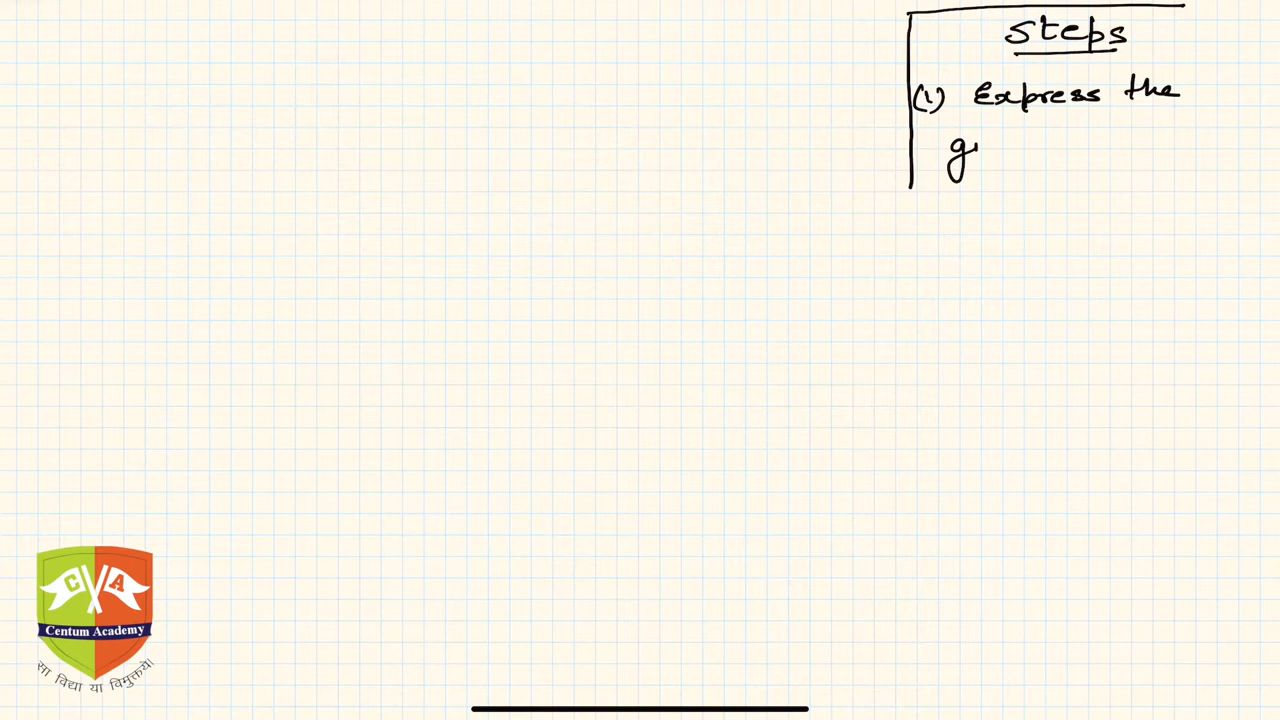 Steps
(1) Express the
g
C A
Centum Academy
सा विद्या या विमुक्तये।